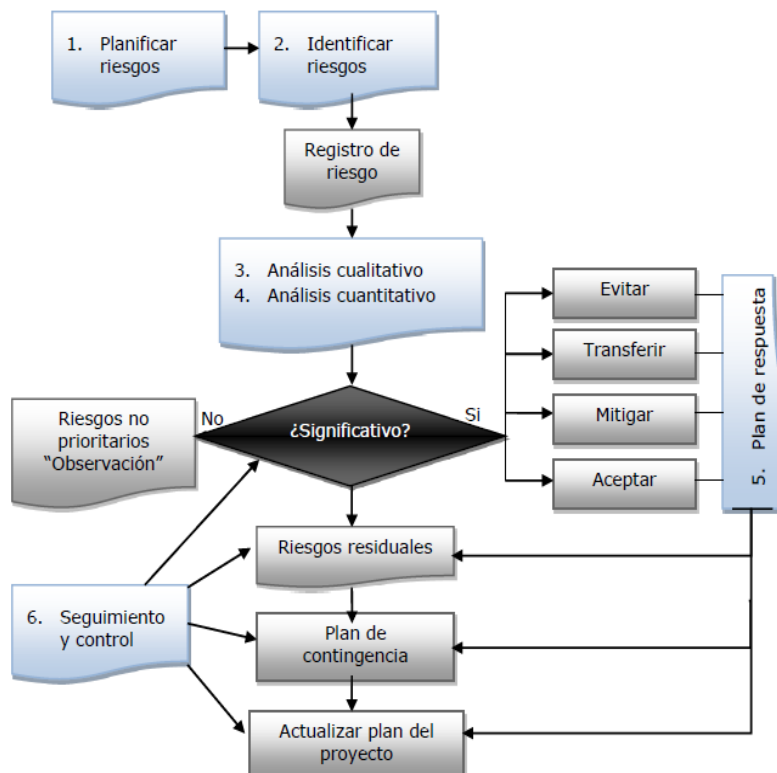 1. Planificar
riesgos
2. Identificar
riesgos
Registro de
riesgo
3. Análisis cualitativo
4. Análisis cuantitativo
Evitar
Transferir
Mitigar
Aceptar
5. Plan de respuesta
¿Significativo?
No
Si
Riesgos no
prioritarios
“Observación”
Riesgos residuales
6. Seguimiento
y control
Plan de
contingencia
Actualizar plan del
proyecto